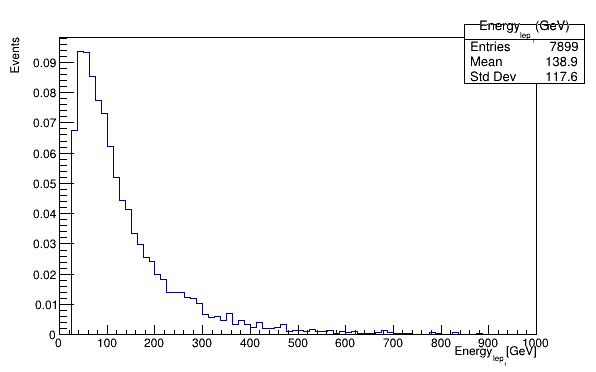 Energy_lep_1 (GeV)
Entries 7899
Mean 138.9
Std Dev 117.6
Events
0.09
0.08
0.07
0.06
0.05
0.04
0.03
0.02
0.01
0
0 100 200 300 400 500 600 700 800 900 1000
Energy_lep_1 [GeV]